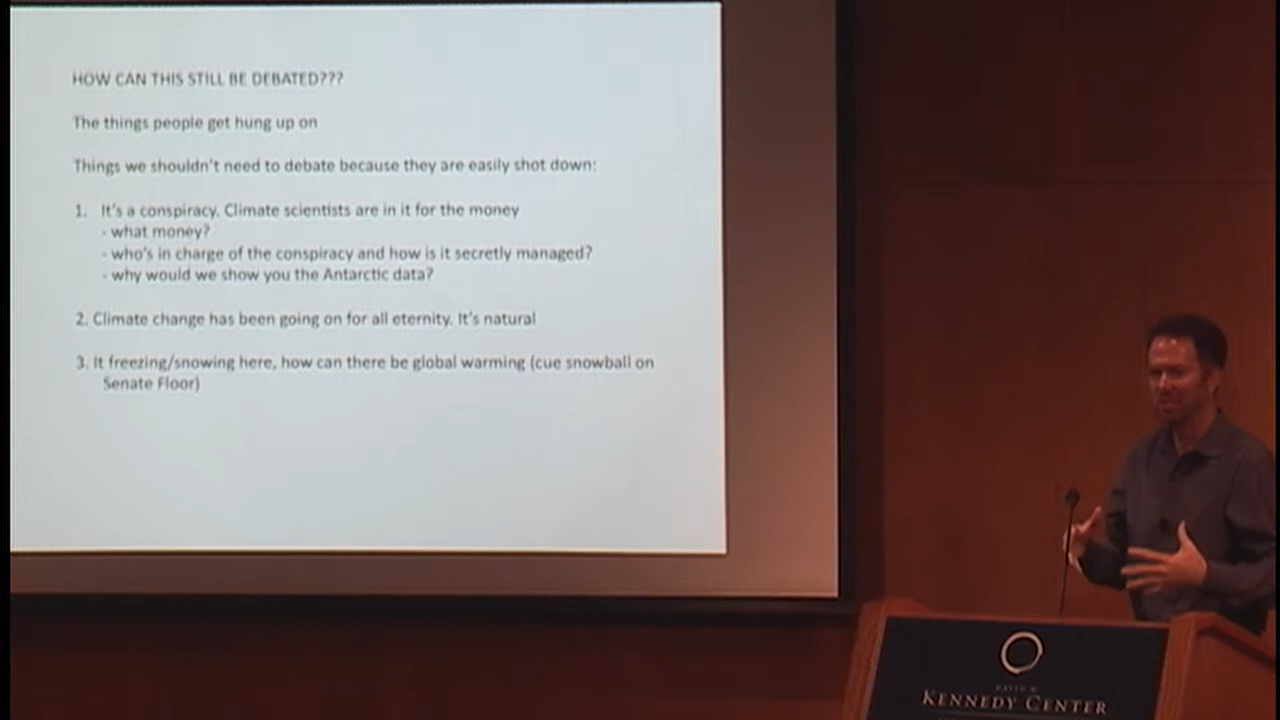 HOW CAN THIS STILL BE DEBATED???
The things people get hung up on
Things we shouldn't need to debate because they are easily shot down:
1. It's a conspiracy. Climate scientists are in it for the money
- what money?
- who's in charge of the conspiracy and how is it secretly managed?
- why would we show you the Antarctic data?
2. Climate change has been going on for all eternity. It's natural
3. It freezing/snowing here, how can there be global warming (cue snowball on
Senate Floor)
KENNEDY CENTER